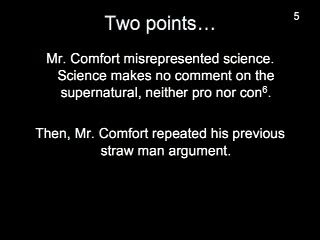 5
Two points…
Mr. Comfort misrepresented science.
Science makes no comment on the
supernatural, neither pro nor con⁶.
Then, Mr. Comfort repeated his previous
straw man argument.